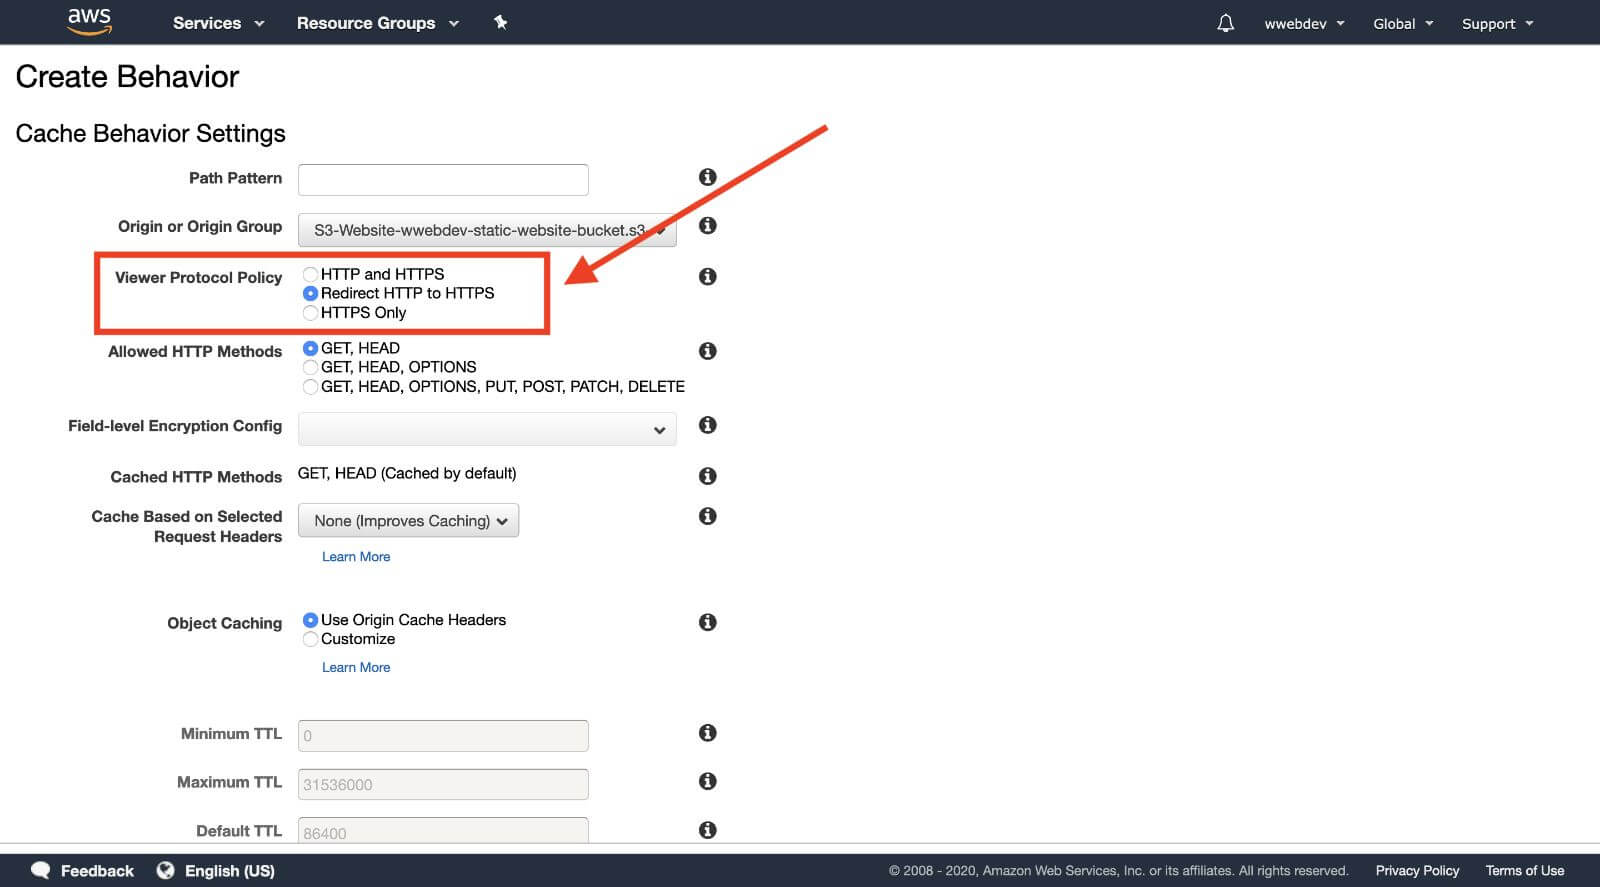 aws Services Resource Groups wwebdev Global Support
Create Behavior
Cache Behavior Settings
Path Pattern
Origin or Origin Group S3-Website-wwebdev-static-website-bucket.s3-
Viewer Protocol Policy HTTP and HTTPS
Redirect HTTP to HTTPS
HTTPS Only
Allowed HTTP Methods GET, HEAD
GET, HEAD, OPTIONS
GET, HEAD, OPTIONS, PUT, POST, PATCH, DELETE
Field-level Encryption Config
Cached HTTP Methods GET, HEAD (Cached by default)
Cache Based on Selected
Request Headers
None (Improves Caching)
Learn More
Object Caching Use Origin Cache Headers
Customize
Learn More
Minimum TTL 0
Maximum TTL 31536000
Default TTL 86400
Feedback English (US) © 2008 - 2020, Amazon Web Services, Inc. or its affiliates. All rights reserved. Privacy Policy Terms of Use